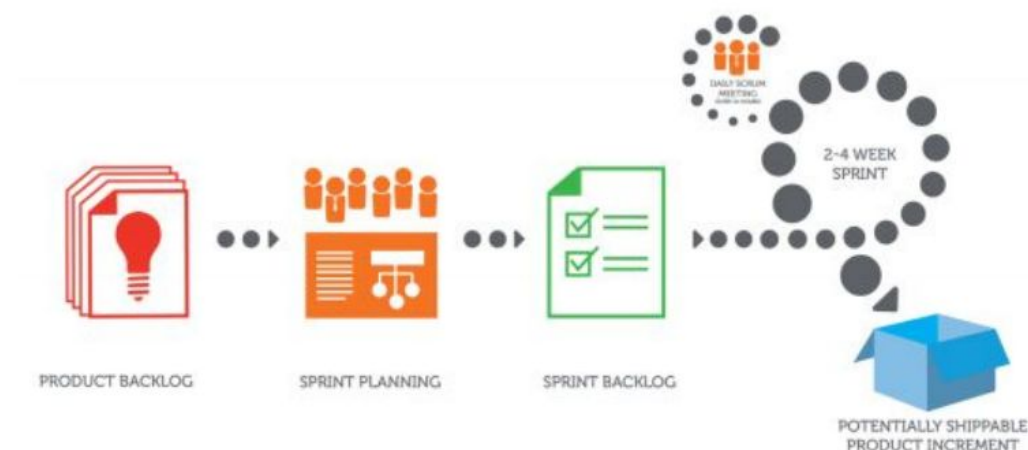 DAILY SCRUM
MEETING
2-4 WEEK
SPRINT
PRODUCT BACKLOG
SPRINT PLANNING
SPRINT BACKLOG
POTENTIALLY SHIPPABLE
PRODUCT INCREMENT